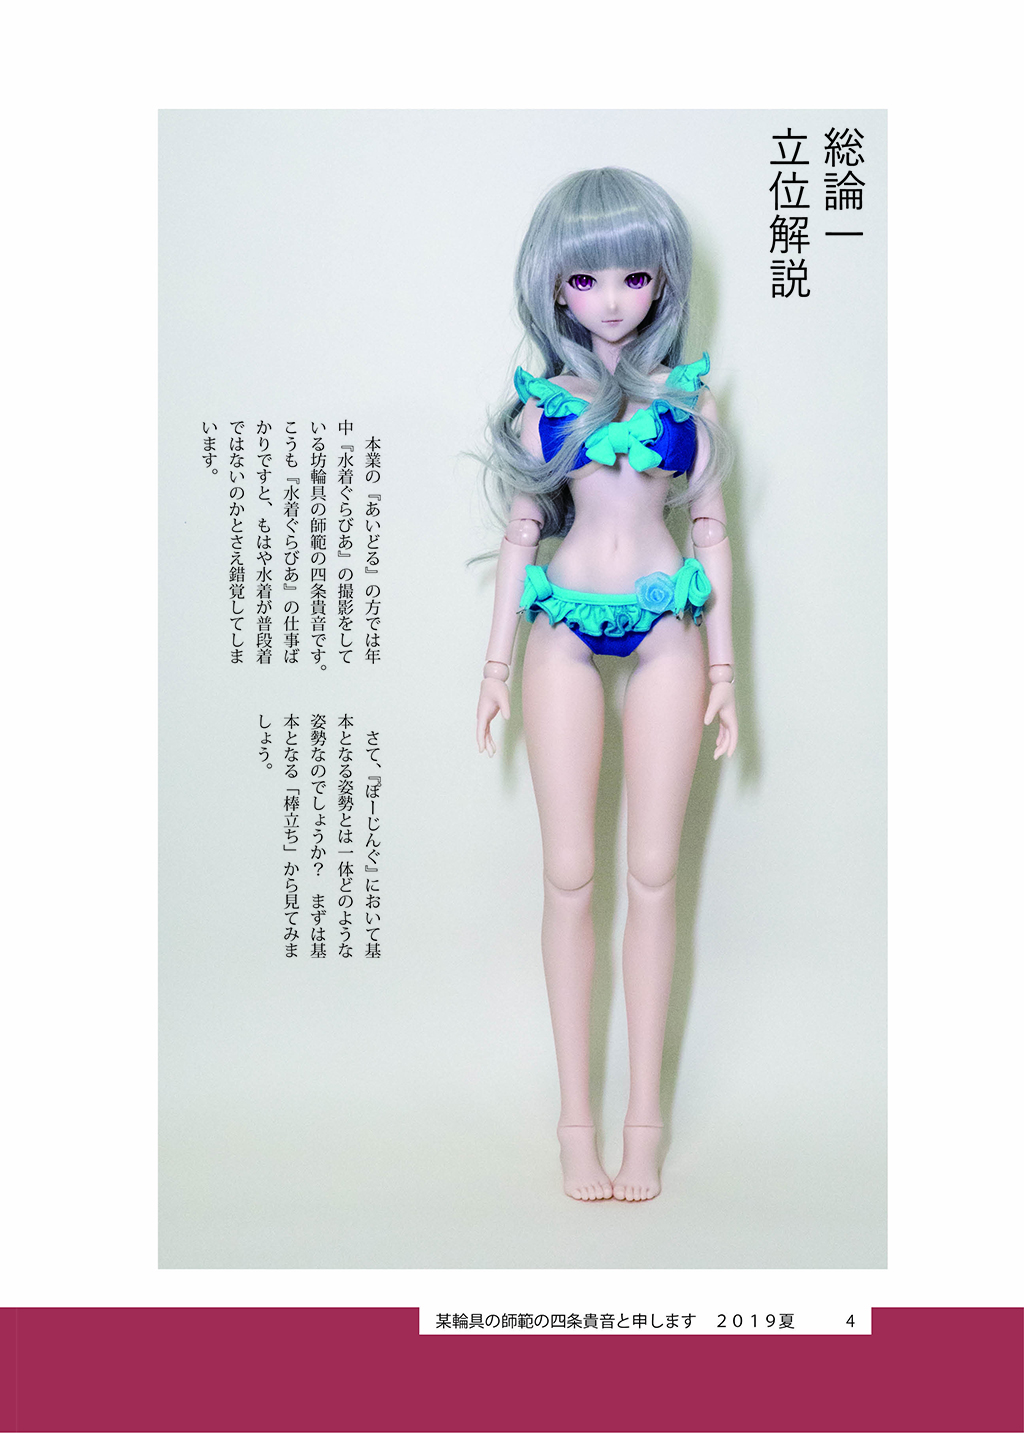 総論一
立位解説
　本業の『あいどる』の方では年
中『水着ぐらびあ』の撮影をして
いる坊輪具の師範の四条貴音です。
こうも『水着ぐらびあ』の仕事ば
かりですと、もはや水着が普段着
ではないのかとさえ錯覚してしま
います。
　さて、『ぽーじんぐ』において基
本となる姿勢とは一体どのような
姿勢なのでしょうか？　まずは基
本となる「棒立ち」から見てみま
しょう。
某輪具の師範の四条貴音と申します　２０１９夏　4